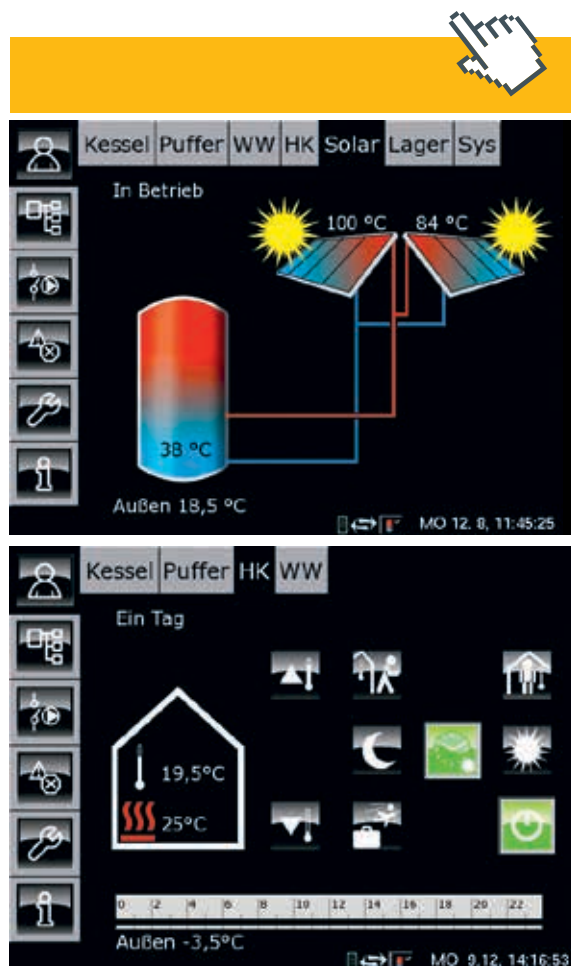 Kessel Puffer WW HK Solar Lager Sys
In Betrieb
100 °C 84 °C
38 °C
Außen 18,5 °C
MO 12. 8, 11:45:25
Kessel Puffer HK WW
Ein Tag
19,5°C
25°C
0 2 4 6 8 10 12 14 16 18 20 22
Außen -3,5°C
MO 9.12, 14:16:53